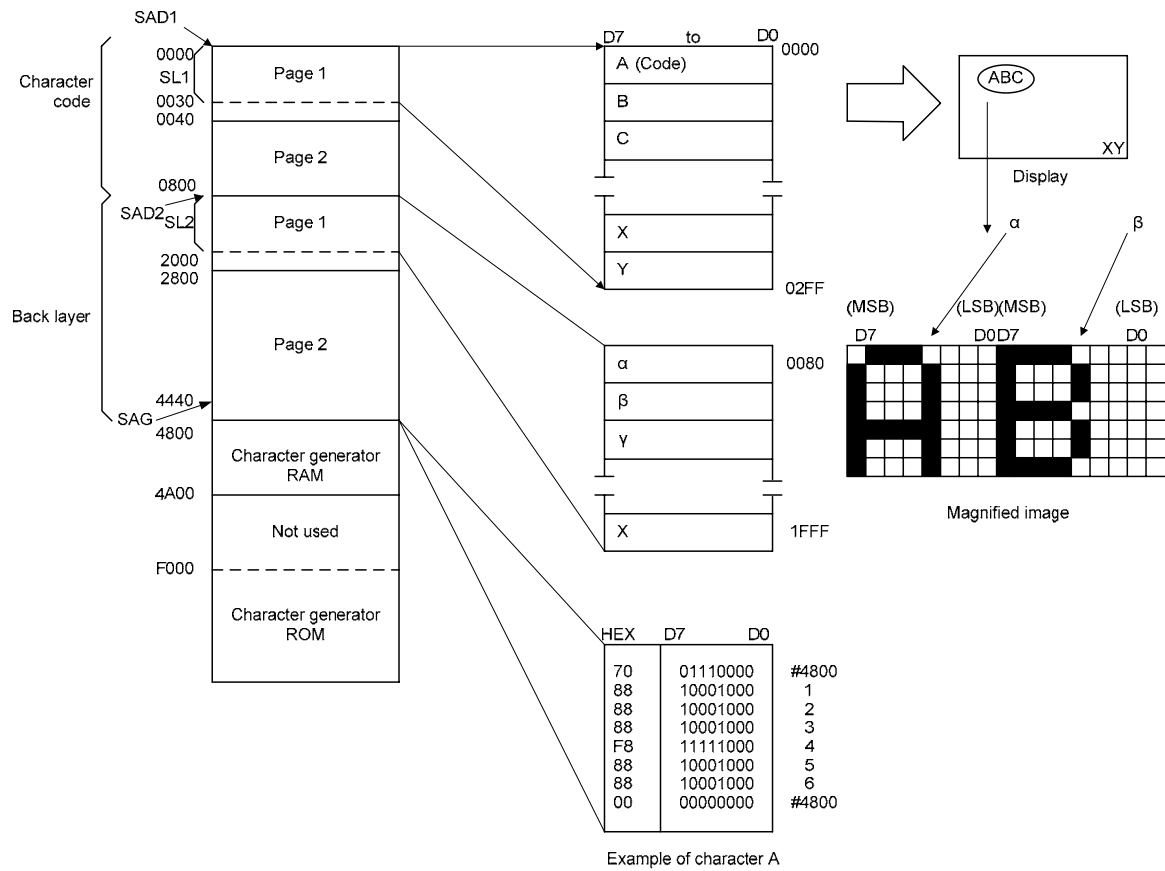 SAD1
0000
SL1
0030
0040
Character
code
Page 1
Page 2
0800
SAD2
SL2
Page 1
2000
2800
Back layer
Page 2
4440
SAG
4800
Character generator
RAM
4A00
Not used
F000
Character generator
ROM
D7 to D0
0000
A (Code)
B
C
X
Y
02FF
ABC
XY
Display
α
β
(MSB) (LSB)(MSB) (LSB)
D7 D0D7 D0
Magnified image
0080
α
β
γ
X
1FFF
HEX D7 D0
70 01110000 #4800
88 10001000 1
88 10001000 2
88 10001000 3
F8 11111000 4
88 10001000 5
88 10001000 6
00 00000000 #4800
Example of character A